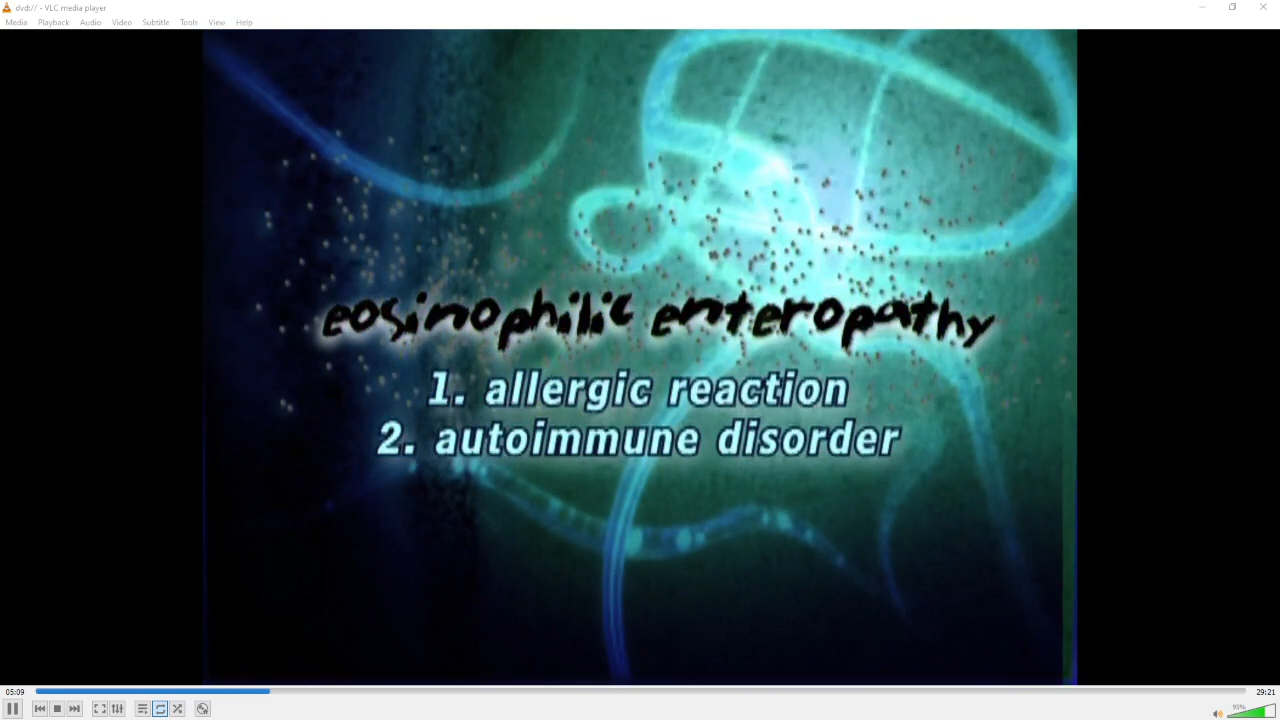 dvd:// - VLC media player
Media Playback Audio Video Subtitle Tools View Help
eosinophilic enteropathy
1. allergic reaction
2. autoimmune disorder
05:09
29:21
95%